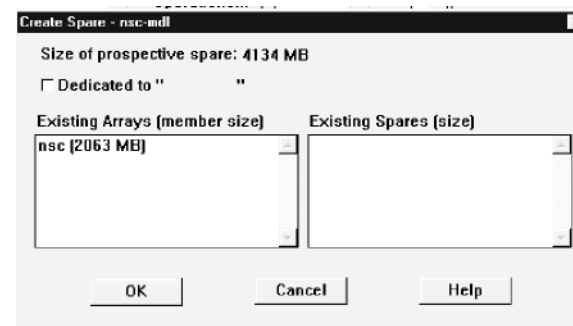 Create Spare - nsc-mdl
Size of prospective spare: 4134 MB
Dedicated to " "
Existing Arrays (member size) Existing Spares (size)
nsc (2063 MB)
OK Cancel Help